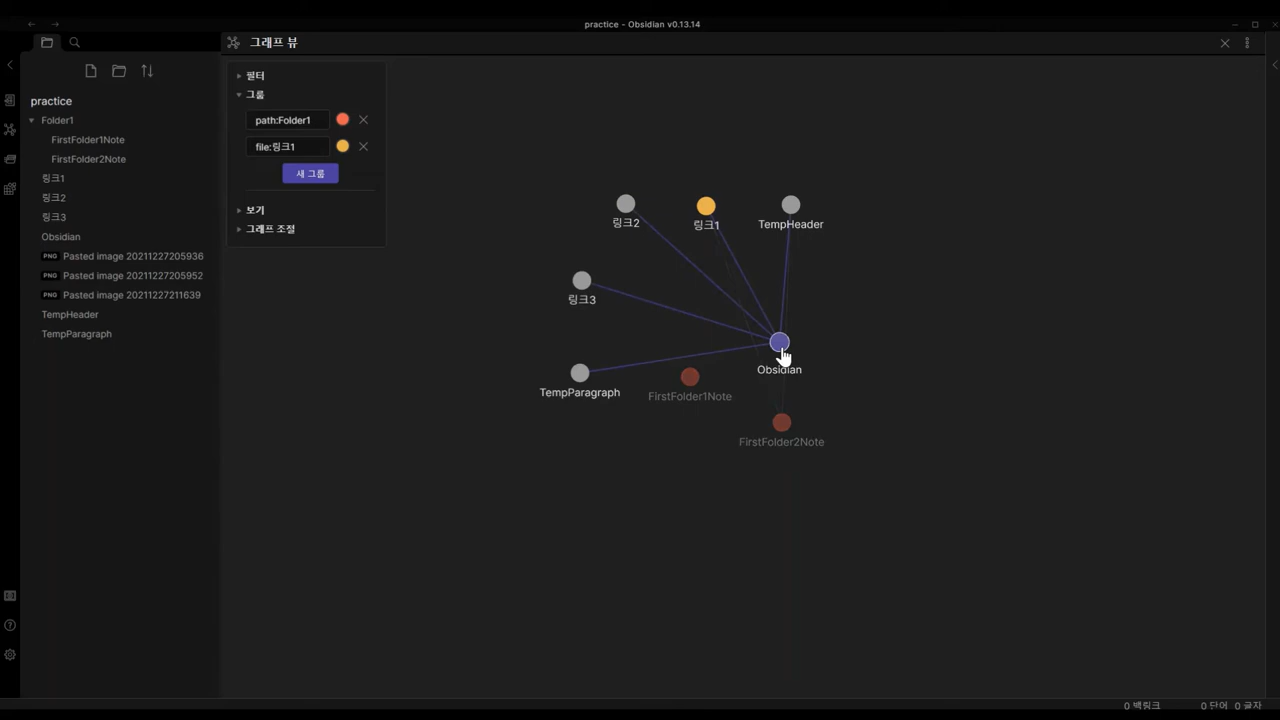 practice - Obsidian v0.13.14
그래프 뷰
practice
Folder1
FirstFolder1Note
FirstFolder2Note
링크1
링크2
링크3
Obsidian
PNG Pasted image 20211227205936
PNG Pasted image 20211227205952
PNG Pasted image 20211227211639
TempHeader
TempParagraph
필터
그룹
path:Folder1
file:링크1
새 그룹
보기
그래프 조절
링크2
링크1
TempHeader
링크3
Obsidian
TempParagraph
FirstFolder1Note
FirstFolder2Note
0 백링크 0 단어 0 글자